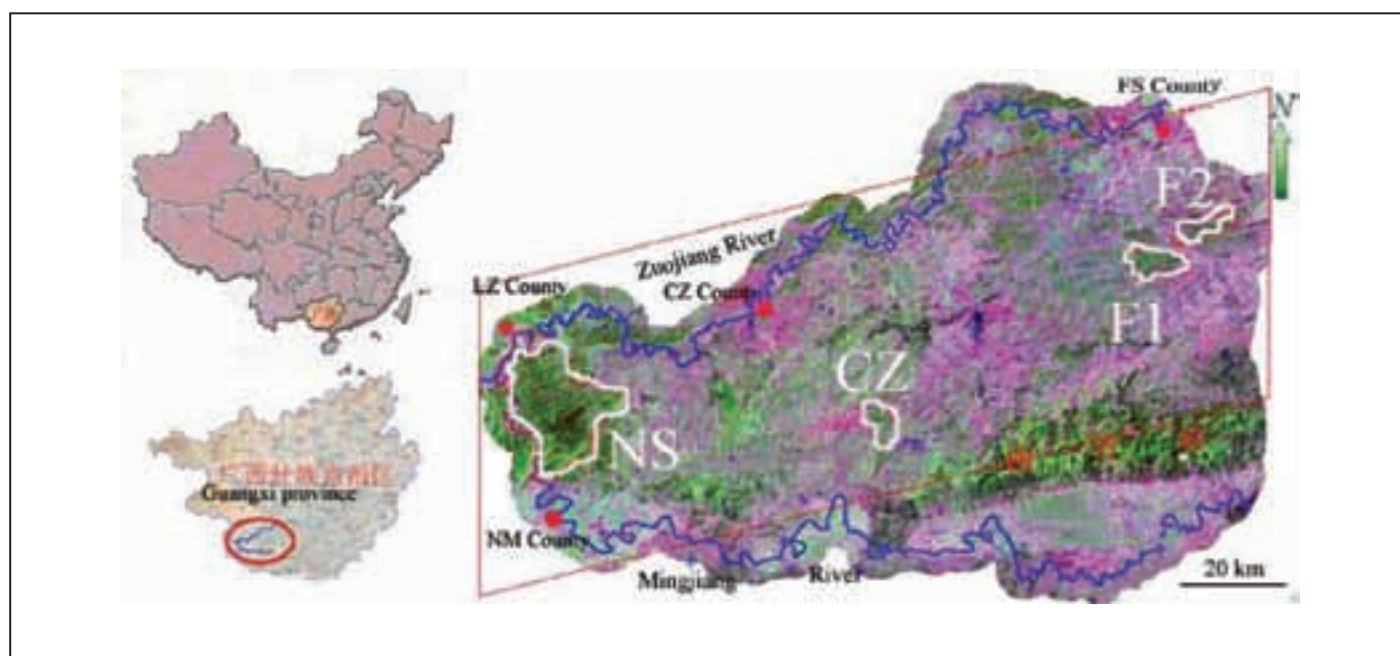 Guangxi province
FS County
N
F2
Zuojiang River
LZ County
CZ County
F1
CZ
NS
NM County
Mingjiang River
20 km